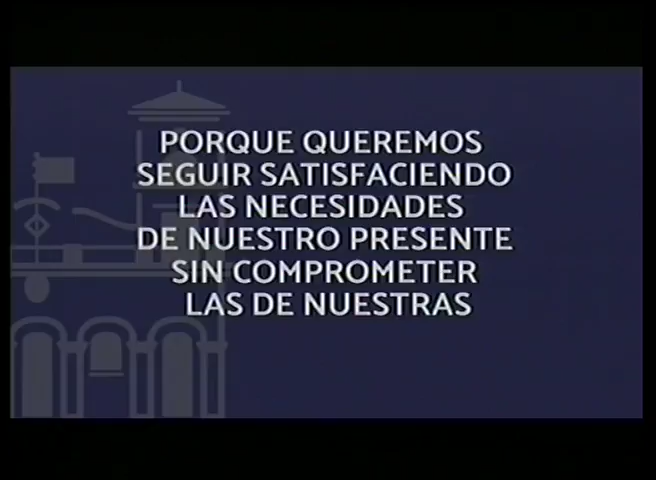 PORQUE QUEREMOS
SEGUIR SATISFACIENDO
LAS NECESIDADES
DE NUESTRO PRESENTE
SIN COMPROMETER
LAS DE NUESTRAS